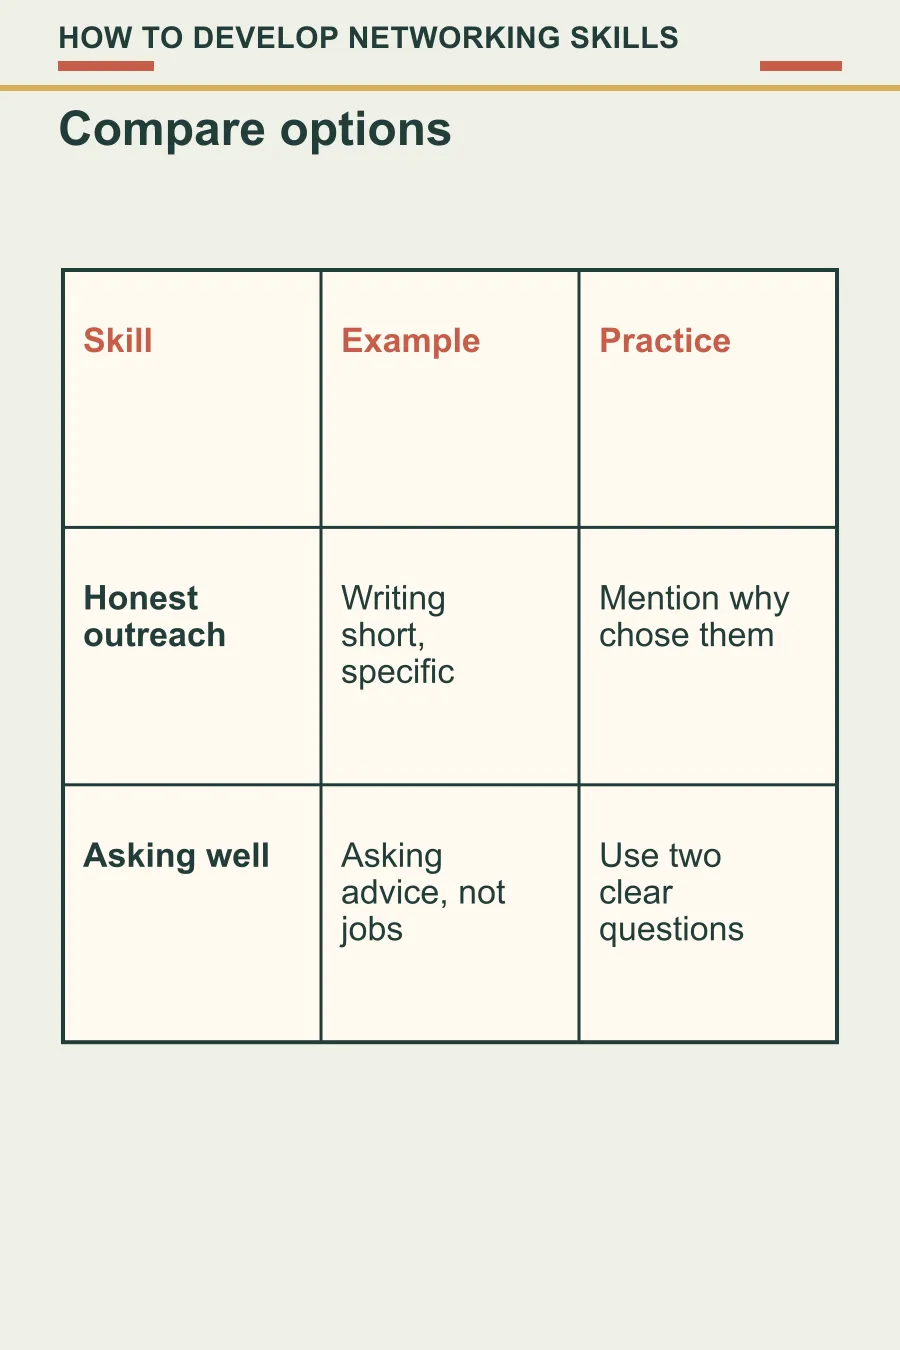 HOW TO DEVELOP NETWORKING SKILLS
Compare options
Skill
Example
Practice
Honest
outreach
Writing
short,
specific
Mention why
chose them
Asking well
Asking
advice, not
jobs
Use two
clear
questions